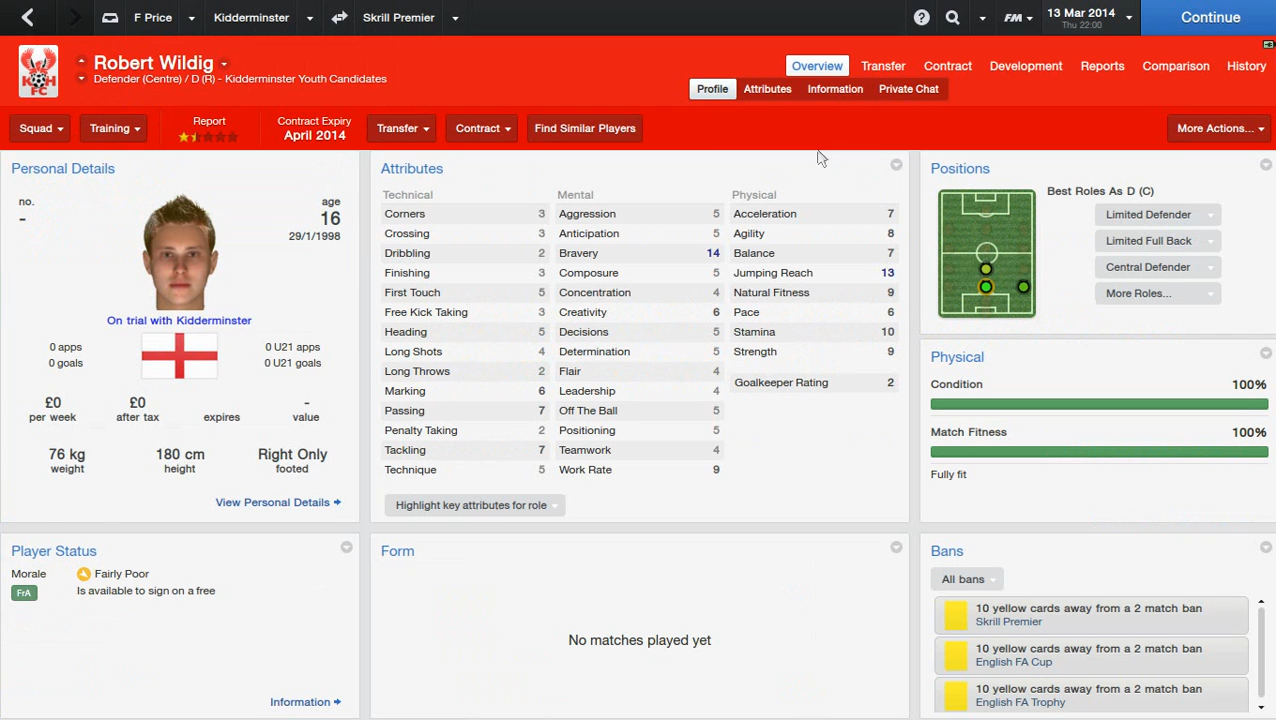 F Price
Kidderminster
Skrill Premier
FM
13 Mar 2014
Thu 22:00
Continue
KH
FC
Robert Wildig
Defender (Centre) / D (R) - Kidderminster Youth Candidates
Overview Transfer Contract Development Reports Comparison History
Profile Attributes Information Private Chat
Squad
Training
Report
Contract Expiry
April 2014
Transfer
Contract
Find Similar Players
More Actions...
Personal Details
no.
-
age
16
29/1/1998
On trial with Kidderminster
0 apps
0 goals
0 U21 apps
0 U21 goals
£0
per week
£0
after tax
expires
-
value
76 kg
weight
180 cm
height
Right Only
footed
View Personal Details
Attributes
Technical
Corners 3
Crossing 3
Dribbling 2
Finishing 3
First Touch 5
Free Kick Taking 3
Heading 5
Long Shots 4
Long Throws 2
Marking 6
Passing 7
Penalty Taking 2
Tackling 7
Technique 5
Mental
Aggression 5
Anticipation 5
Bravery 14
Composure 5
Concentration 4
Creativity 6
Decisions 5
Determination 5
Flair 4
Leadership 4
Off The Ball 5
Positioning 5
Teamwork 4
Work Rate 9
Physical
Acceleration 7
Agility 8
Balance 7
Jumping Reach 13
Natural Fitness 9
Pace 6
Stamina 10
Strength 9
Goalkeeper Rating 2
Highlight key attributes for role
Positions
Best Roles As D (C)
Limited Defender
Limited Full Back
Central Defender
More Roles...
Physical
Condition 100%
Match Fitness 100%
Fully fit
Player Status
Morale Fairly Poor
FrA Is available to sign on a free
Information
Form
No matches played yet
Bans
All bans
10 yellow cards away from a 2 match ban
Skrill Premier
10 yellow cards away from a 2 match ban
English FA Cup
10 yellow cards away from a 2 match ban
English FA Trophy